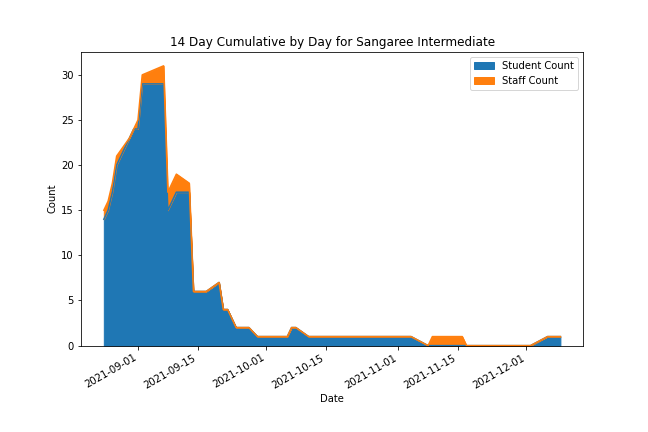 14 Day Cumulative by Day for Sangaree Intermediate
Student Count
Staff Count
30
25
20
15
10
5
0
Count
2021-09-01
2021-09-15
2021-10-01
2021-10-15
2021-11-01
2021-11-15
2021-12-01
Date